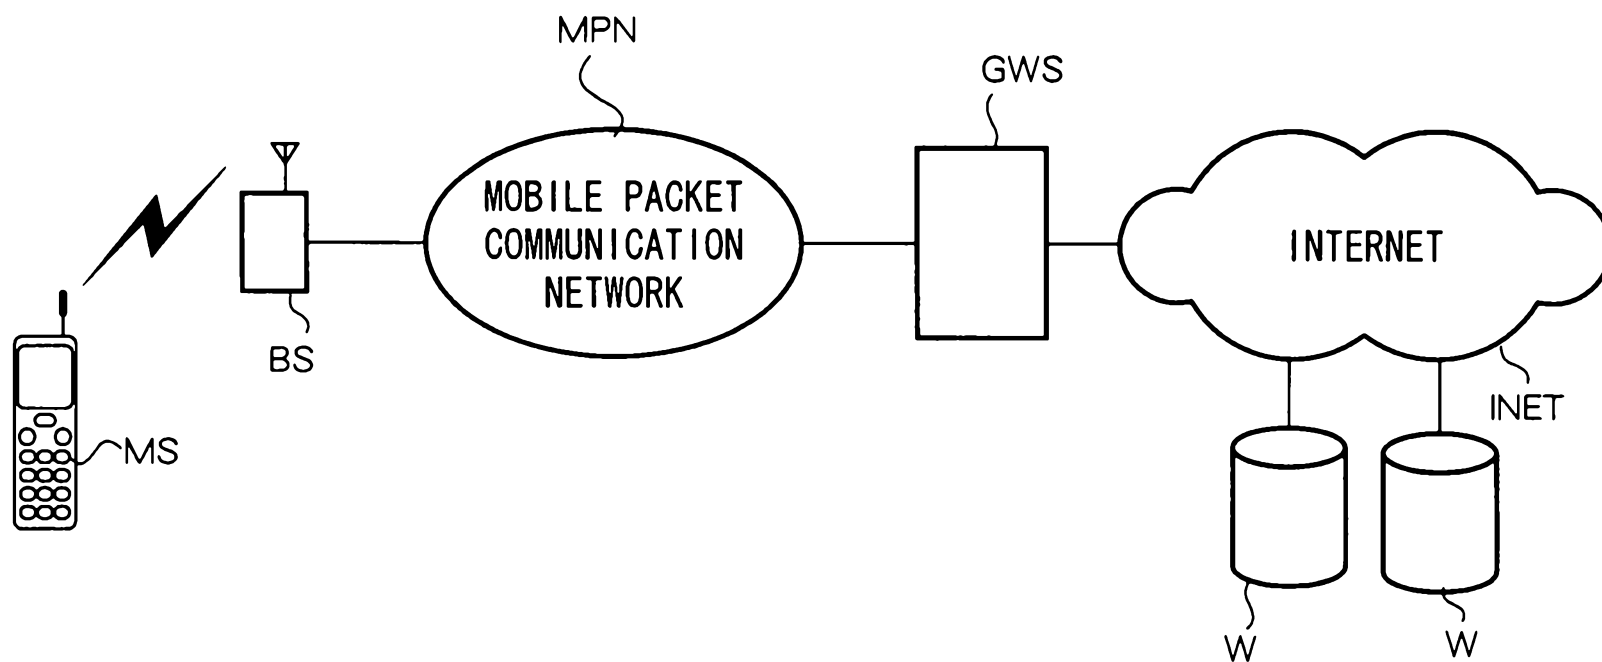 MPN
GWS
MOBILE PACKET
COMMUNICATION
NETWORK
INTERNET
BS
INET
MS
W
W